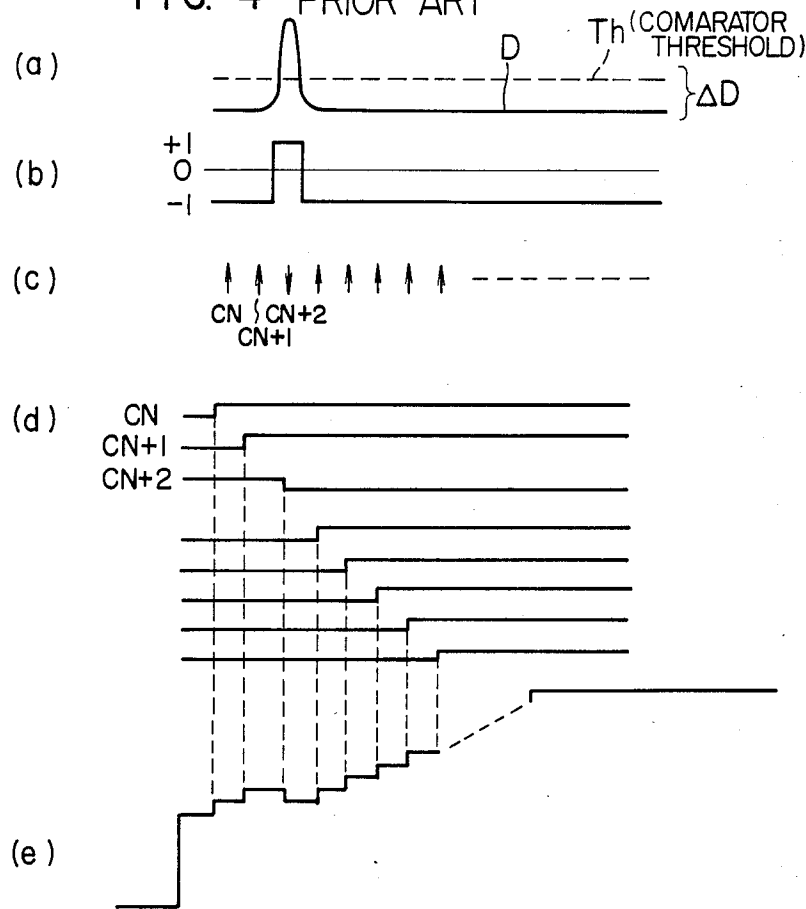 FIG. 4 PRIOR ART
(a)
D
Th (COMARATOR
THRESHOLD)
ΔD
(b)
+1
0
-1
(c)
CN CN+2
CN+1
(d)
CN
CN+1
CN+2
(e)